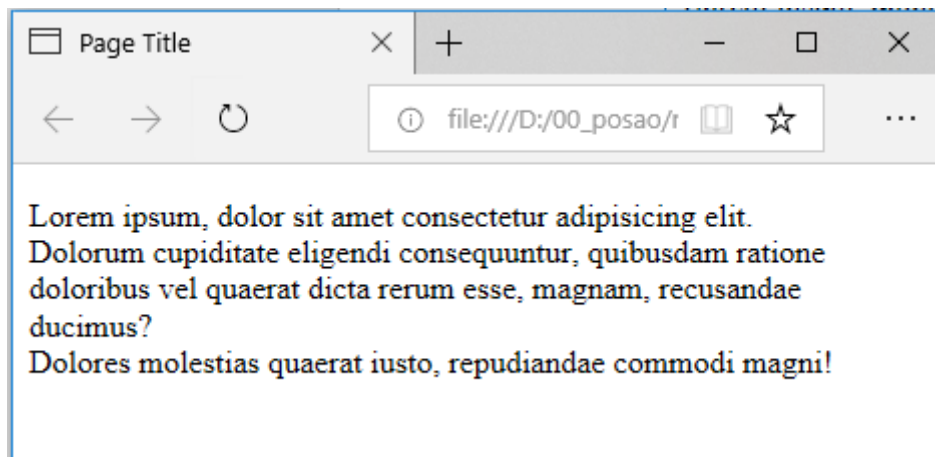 Page Title
file:///D:/00_posao/r
Lorem ipsum, dolor sit amet consectetur adipisicing elit.
Dolorum cupiditate eligendi consequuntur, quibusdam ratione
doloribus vel quaerat dicta rerum esse, magnam, recusandae
ducimus?
Dolores molestias quaerat iusto, repudiandae commodi magni!